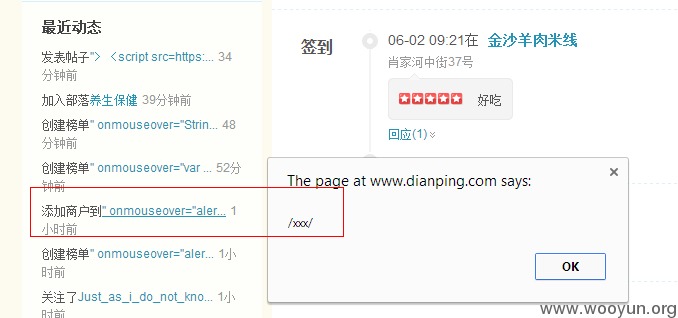 最近动态
发表帖子"> 〈script src=https:... 34
分钟前
加入部落养生保健 39分钟前
创建榜单" onmouseover="Strin... 48
分钟前
创建榜单" onmouseover="var ... 52分
钟前
添加商户到" onmouseover="aler... 1
小时前
创建榜单" onmouseover="aler... 1小
时前
关注了Just_as_i_do_not_kno...
时前
签到
06-02 09:21在 金沙羊肉米线
肖家河中街37号
好吃
回应(1)
The page at www.dianping.com says:
/xxx/
OK
www.wooyun.org